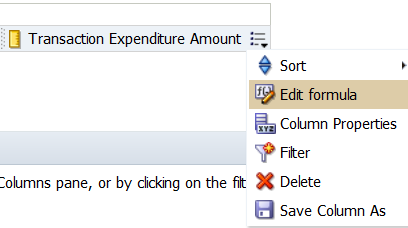 Transaction Expenditure Amount
Sort
Edit formula
Column Properties
Filter
Columns pane, or by clicking on the filt
Delete
Save Column As